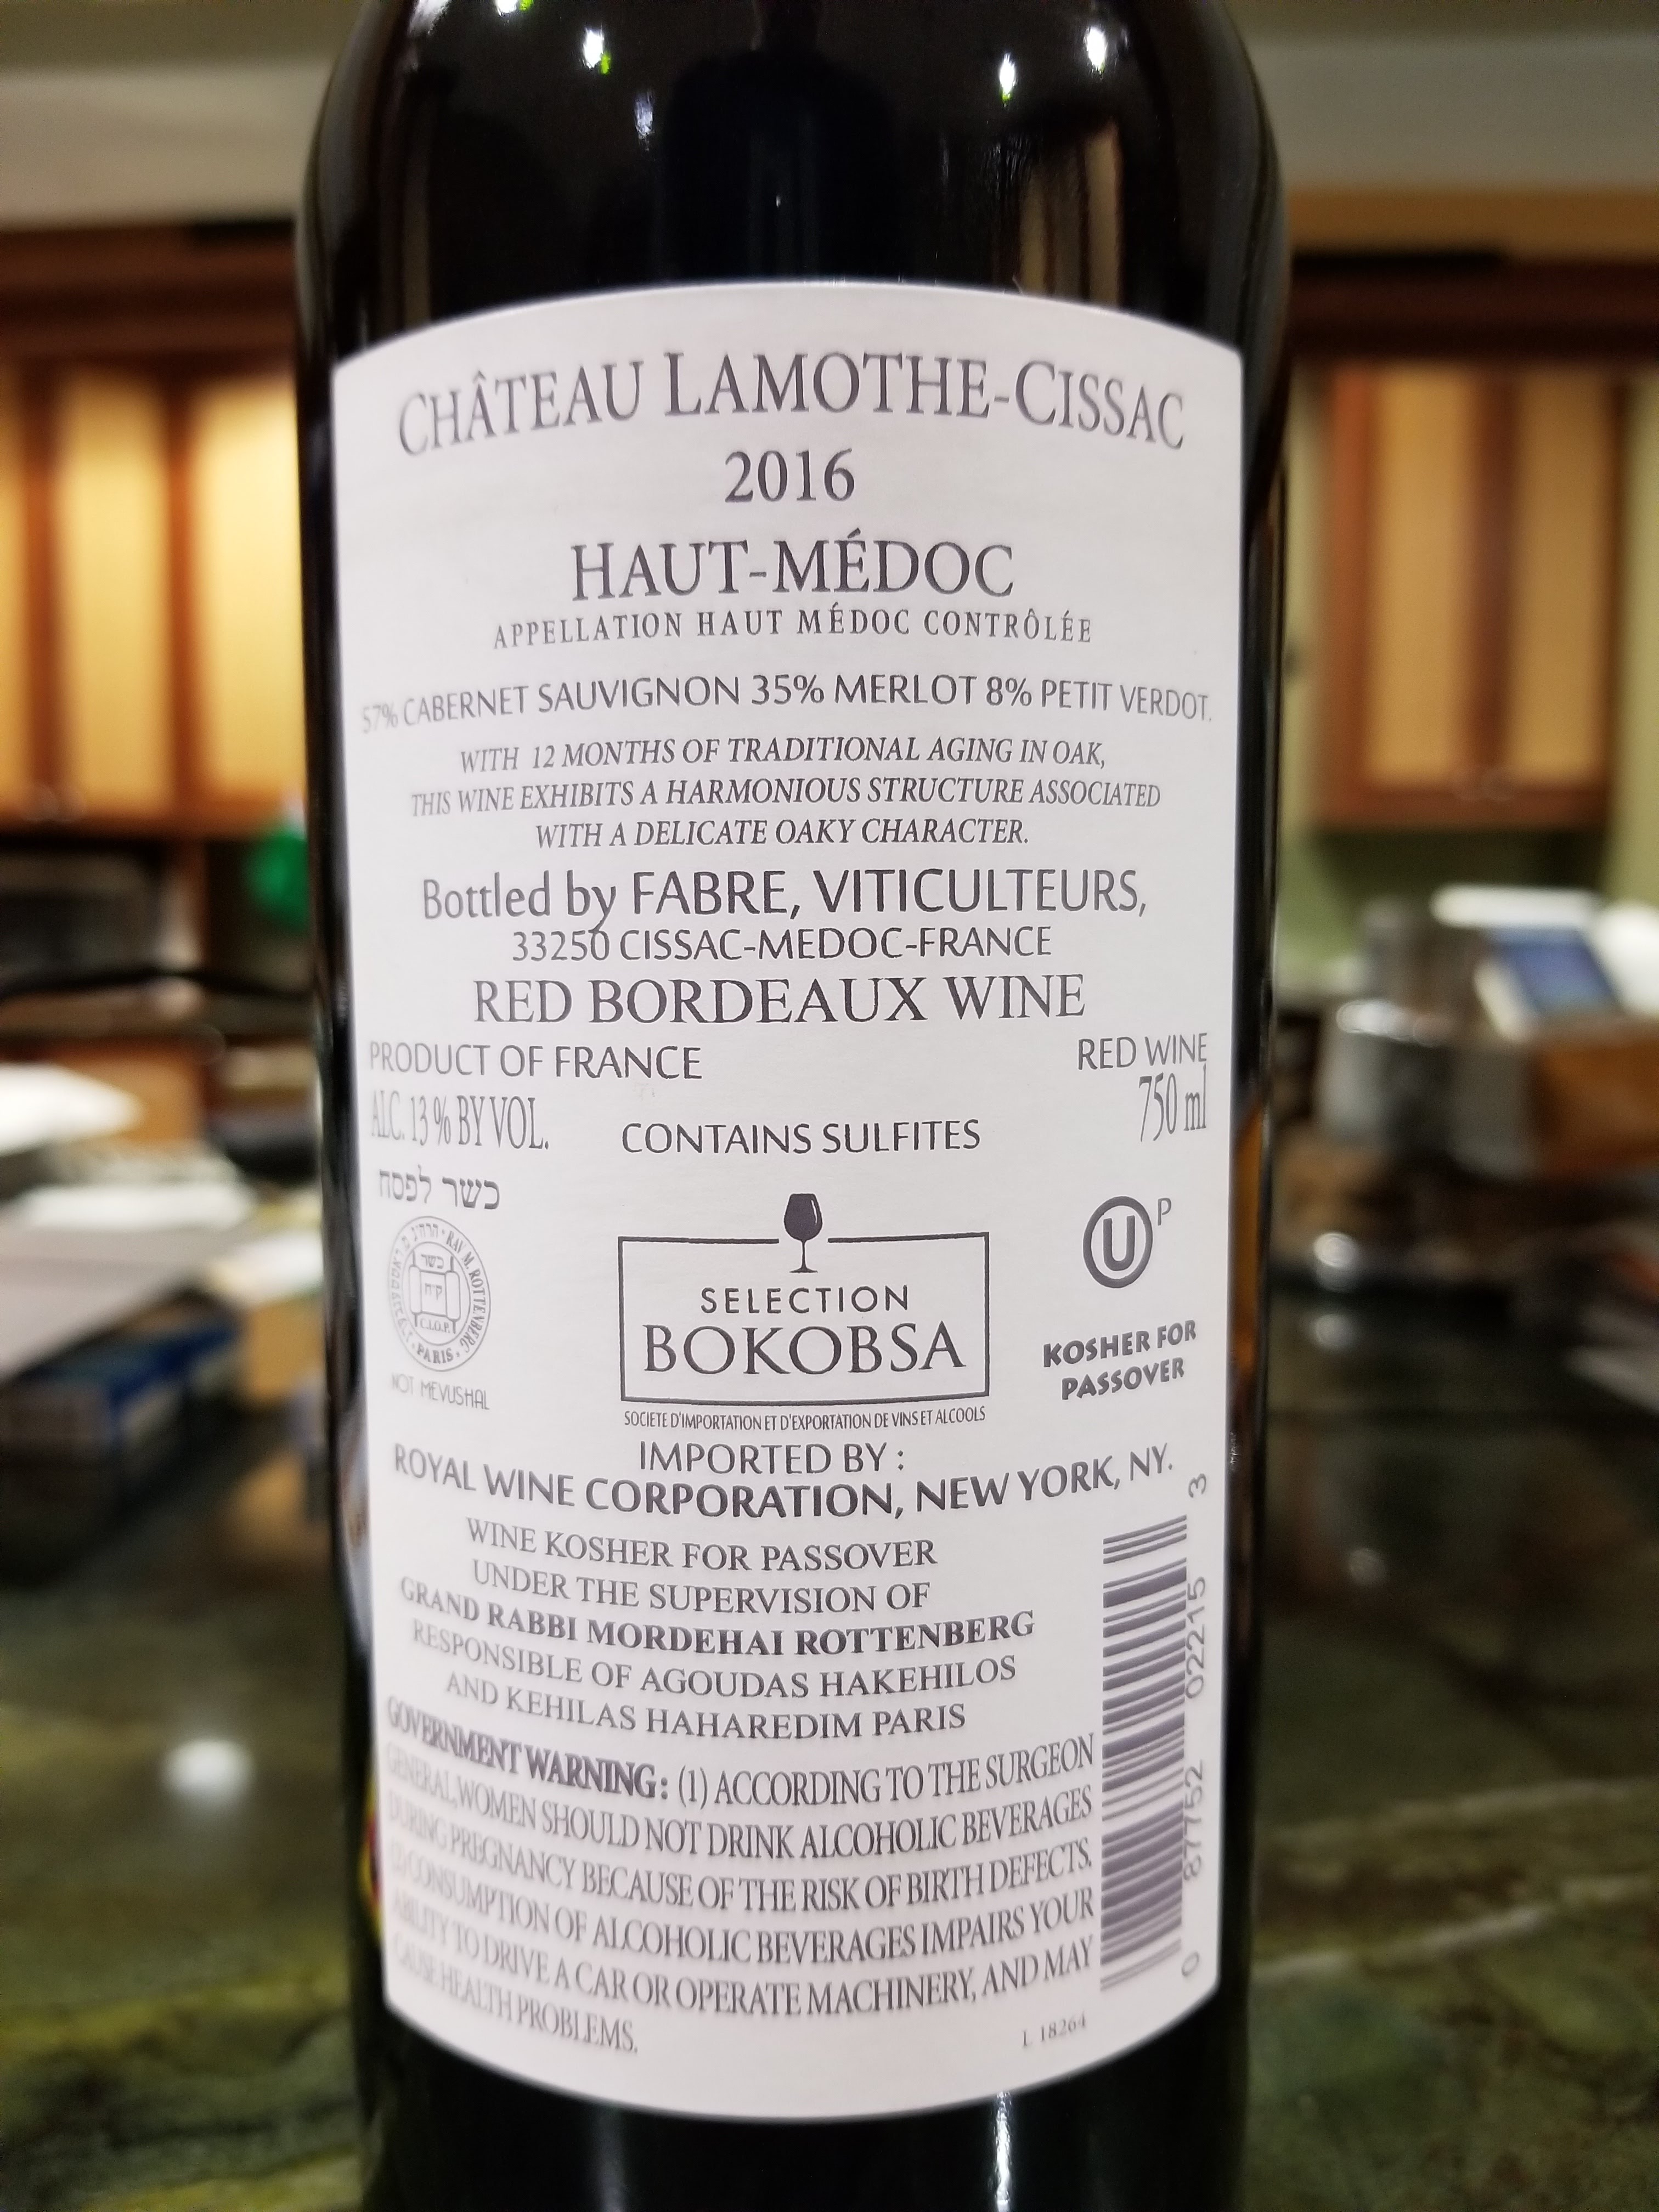 CHÂTEAU LAMOTHE-CISSAC
2016
HAUT-MÉDOC
APPELLATION HAUT MÉDOC CONTRÔLÉE
57% CABERNET SAUVIGNON 35% MERLOT 8% PETIT VERDOT.
WITH 12 MONTHS OF TRADITIONAL AGING IN OAK,
THIS WINE EXHIBITS A HARMONIOUS STRUCTURE ASSOCIATED
WITH A DELICATE OAKY CHARACTER.
Bottled by FABRE, VITICULTEURS,
33250 CISSAC-MEDOC-FRANCE
RED BORDEAUX WINE
PRODUCT OF FRANCE
RED WINE
ALC. 13 % BY VOL.
CONTAINS SULFITES
750 ml
כשר לפסח
RAV M. ROTTENBERG
כשר
C.I.O.P.
PARIS
NOT MEVUSHAL
SELECTION
BOKOBSA
SOCIETE D'IMPORTATION ET D'EXPORTATION DE VINS ET ALCOOLS
U P
KOSHER FOR
PASSOVER
IMPORTED BY :
ROYAL WINE CORPORATION, NEW YORK, NY.
WINE KOSHER FOR PASSOVER
UNDER THE SUPERVISION OF
GRAND RABBI MORDEHAI ROTTENBERG
RESPONSIBLE OF AGOUDAS HAKEHILOS
AND KEHILAS HAHAREDIM PARIS
GOVERNMENT WARNING: (1) ACCORDING TO THE SURGEON
GENERAL, WOMEN SHOULD NOT DRINK ALCOHOLIC BEVERAGES
DURING PREGNANCY BECAUSE OF THE RISK OF BIRTH DEFECTS.
(2) CONSUMPTION OF ALCOHOLIC BEVERAGES IMPAIRS YOUR
ABILITY TO DRIVE A CAR OR OPERATE MACHINERY, AND MAY
CAUSE HEALTH PROBLEMS.
L 18264
0 87752 02215 3